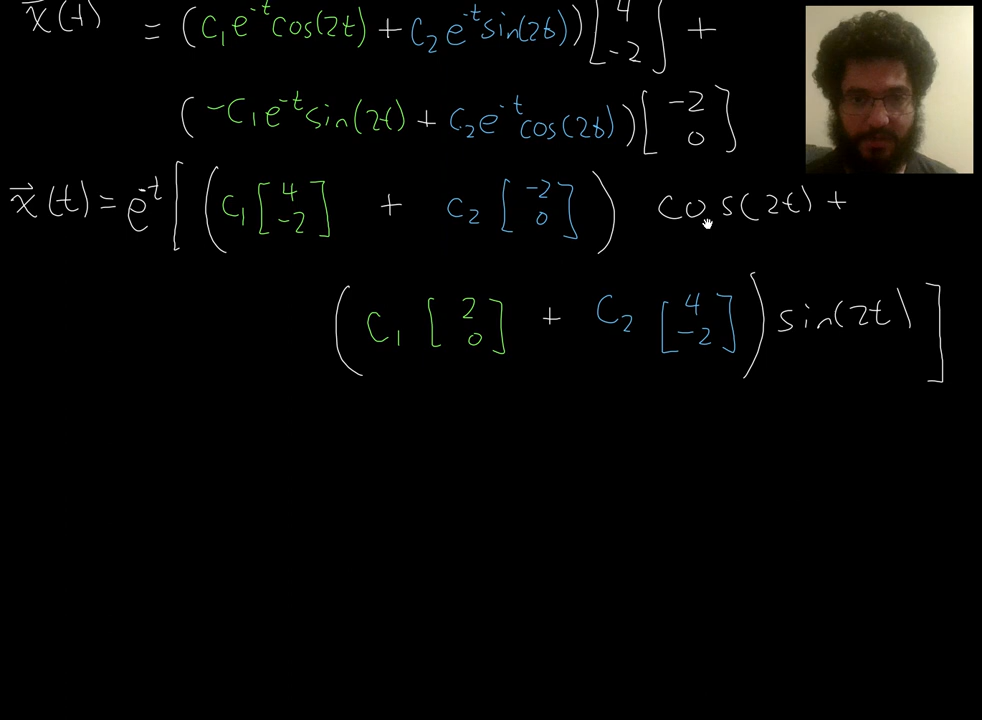 x⃗(t) = (c₁e^{-t}cos(2t) + c₂e^{-t}sin(2t)) [4 -2] +
(-c₁e^{-t}sin(2t) + c₂e^{-t}cos(2t)) [-2 0]
x⃗(t) = e^{-t} [(c₁ [4 -2] + c₂ [-2 0]) cos(2t) +
(c₁ [2 0] + c₂ [4 -2]) sin(2t)]